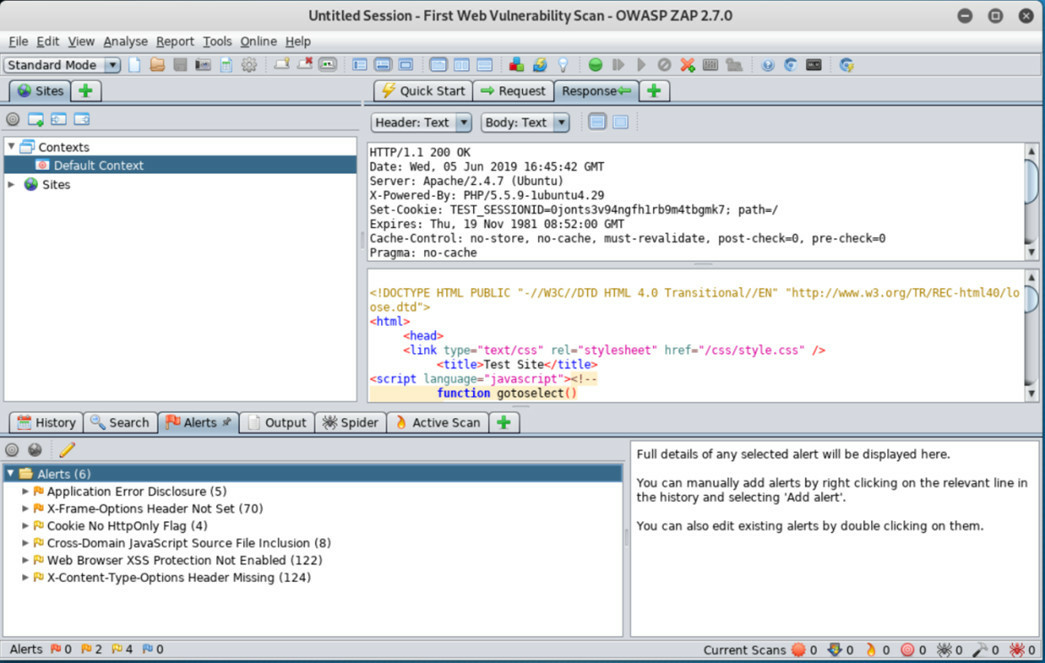 Untitled Session - First Web Vulnerability Scan - OWASP ZAP 2.7.0
File Edit View Analyse Report Tools Online Help
Standard Mode
Sites
Quick Start Request Response
Header: Text Body: Text
Contexts
Default Context
Sites
HTTP/1.1 200 OK
Date: Wed, 05 Jun 2019 16:45:42 GMT
Server: Apache/2.4.7 (Ubuntu)
X-Powered-By: PHP/5.5.9-1ubuntu4.29
Set-Cookie: TEST_SESSIONID=0jonts3v94ngfh1rb9m4tbgmk7; path=/
Expires: Thu, 19 Nov 1981 08:52:00 GMT
Cache-Control: no-store, no-cache, must-revalidate, post-check=0, pre-check=0
Pragma: no-cache
<!DOCTYPE HTML PUBLIC "-//W3C//DTD HTML 4.0 Transitional//EN" "http://www.w3.org/TR/REC-html40/lo
ose.dtd">
<html>
<head>
<link type="text/css" rel="stylesheet" href="/css/style.css" />
<title>Test Site</title>
<script language="javascript"><!--
function gotoselect()
History Search Alerts Output Spider Active Scan
Alerts (6)
Application Error Disclosure (5)
X-Frame-Options Header Not Set (70)
Cookie No HttpOnly Flag (4)
Cross-Domain JavaScript Source File Inclusion (8)
Web Browser XSS Protection Not Enabled (122)
X-Content-Type-Options Header Missing (124)
Full details of any selected alert will be displayed here.
You can manually add alerts by right clicking on the relevant line in
the history and selecting 'Add alert'.
You can also edit existing alerts by double clicking on them.
Alerts 0 2 4 0 Current Scans 0 0 0 0 0 0 0